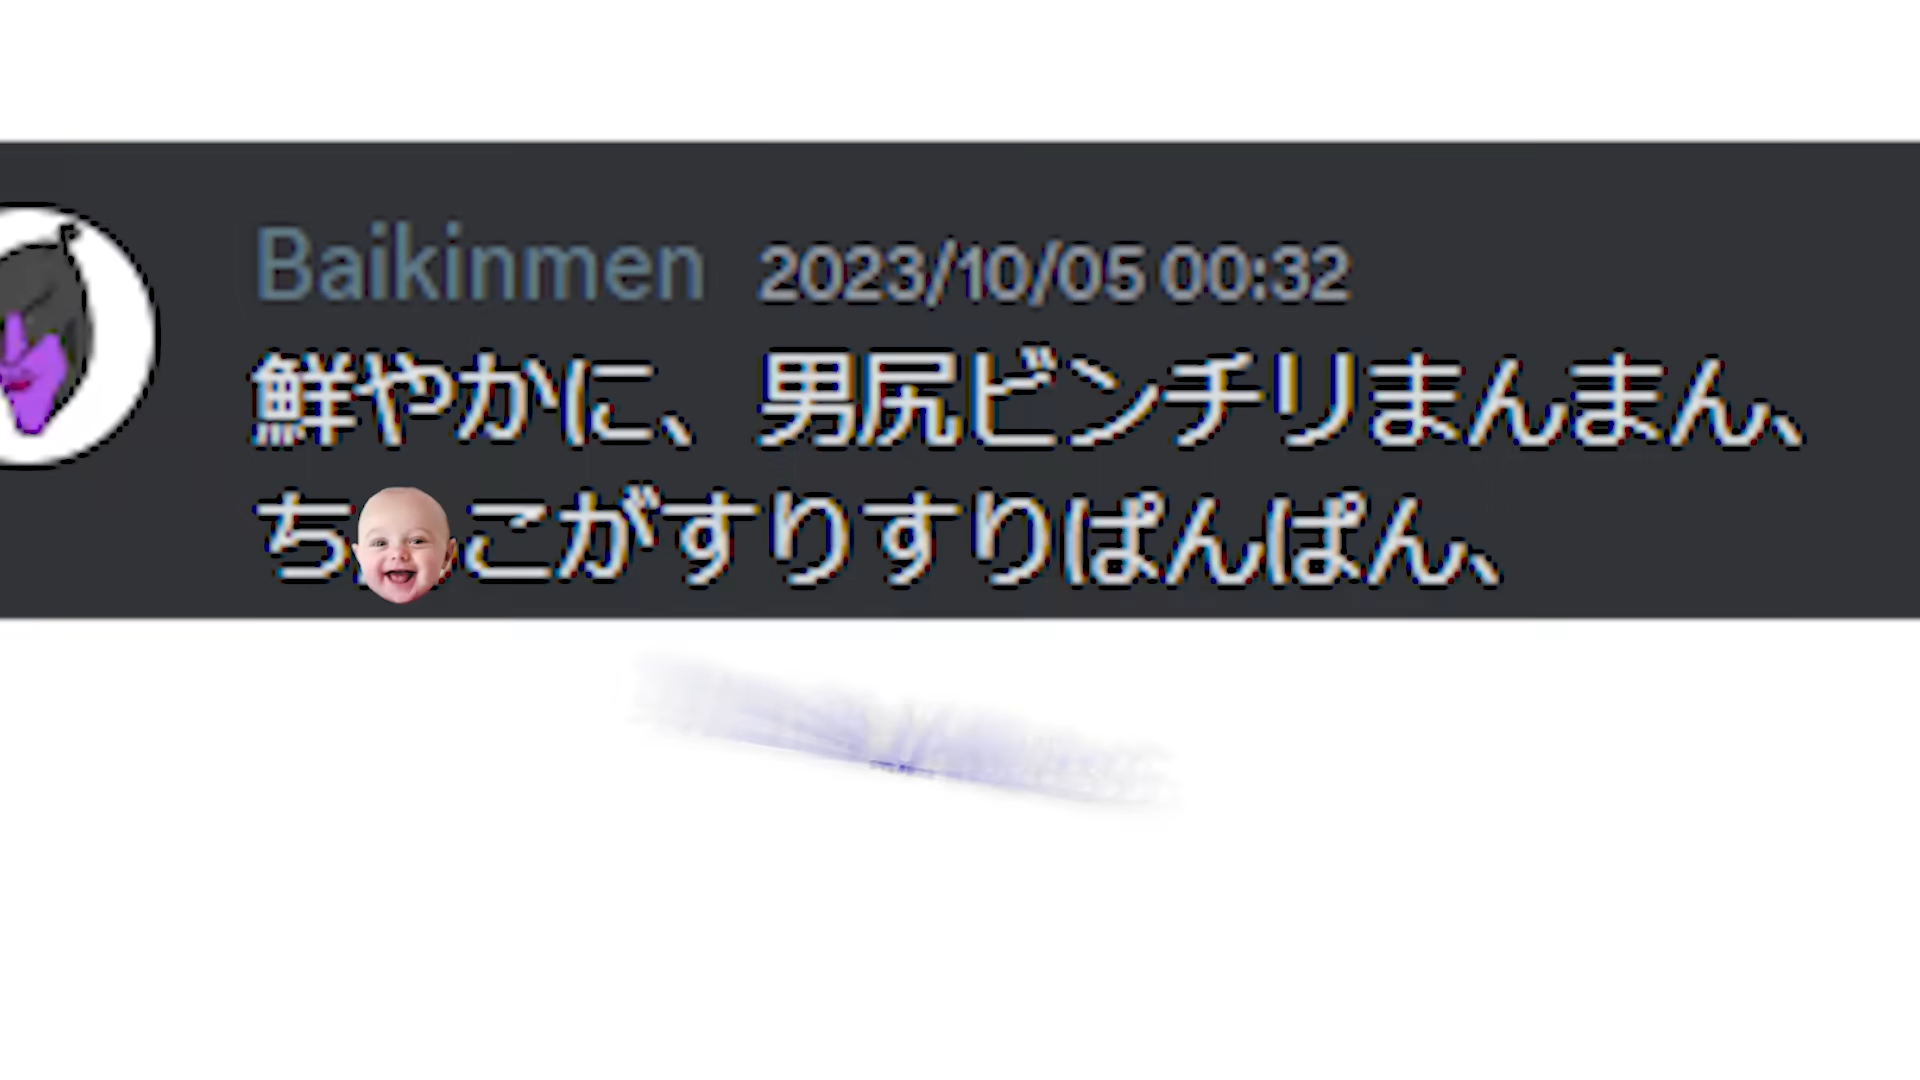 Baikinmen 2023/10/05 00:32
鮮やかに、男尻ビンチリまんまん、
ち こがすりすりぱんぱん、